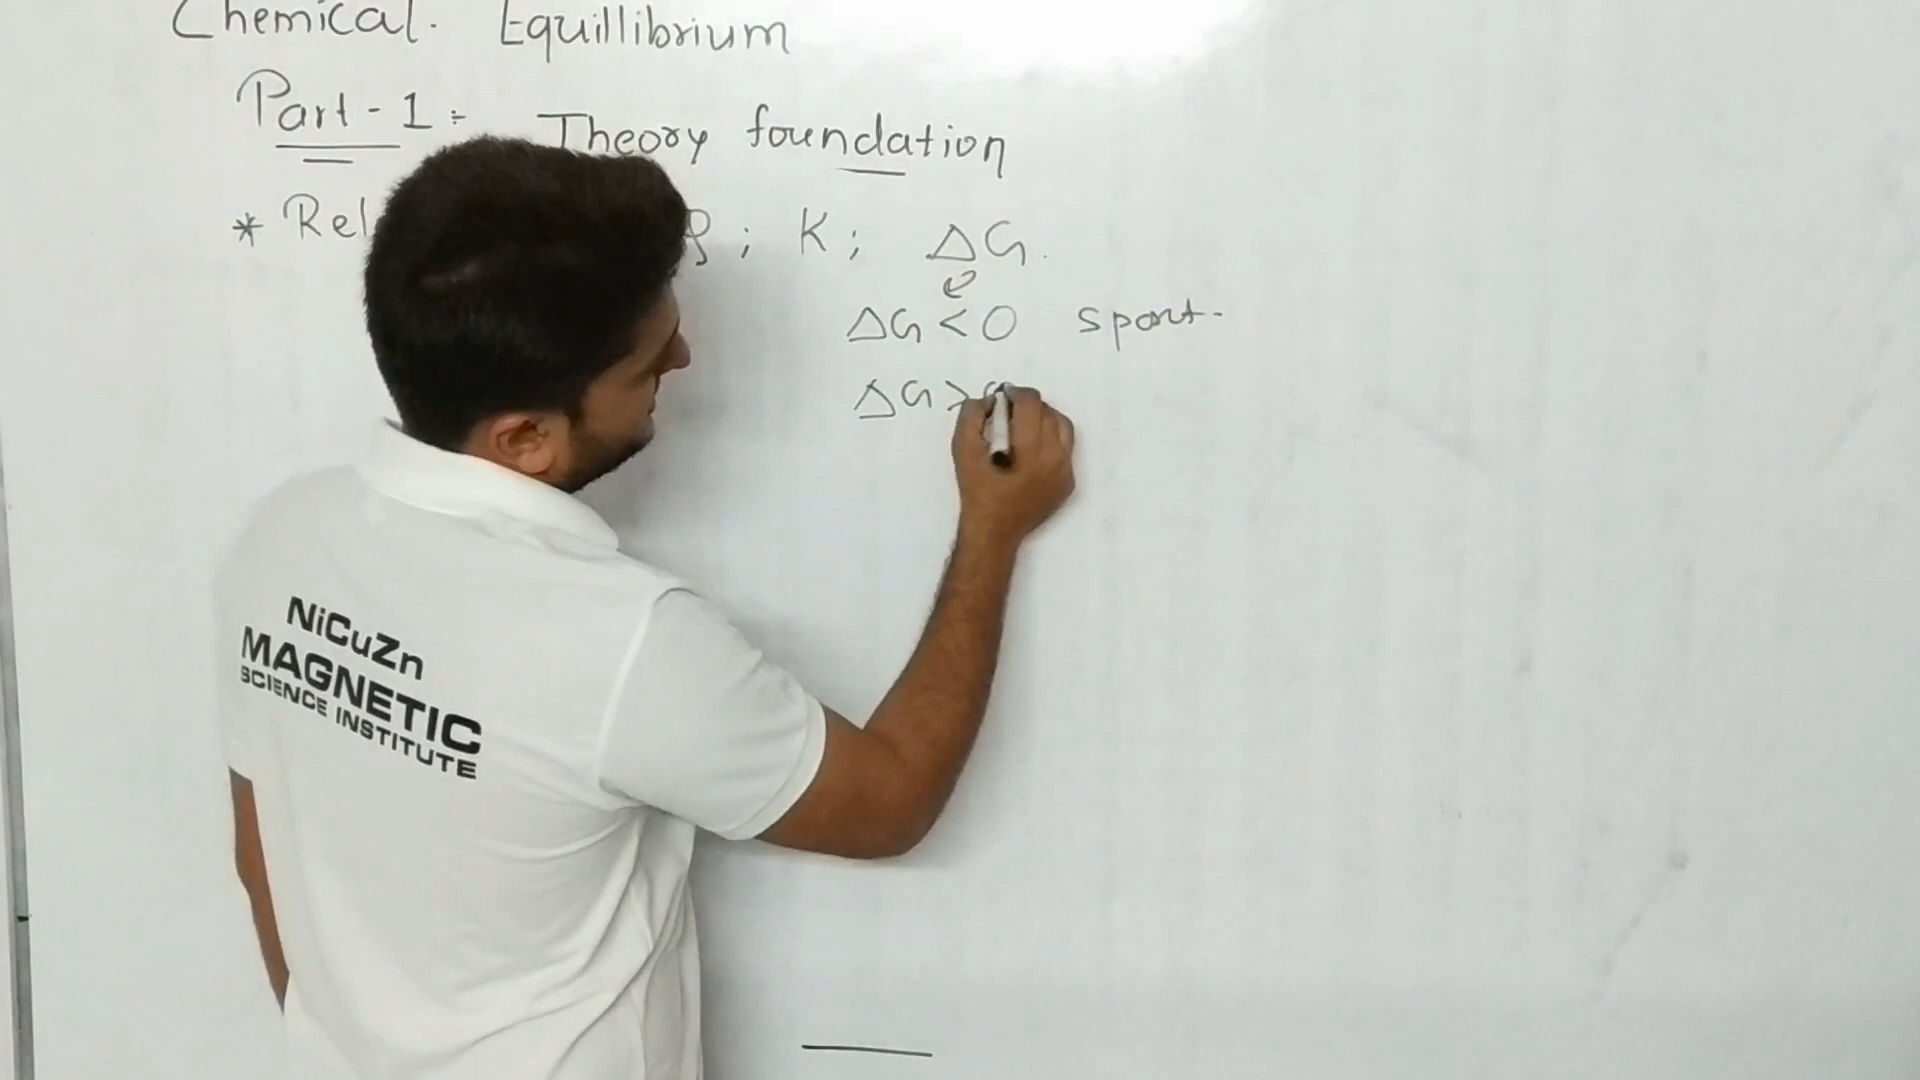 Chemical. Equillibrium
Part-1: Theory foundation
* Rel ; K; ΔG.
ΔG < 0 spont.
ΔG >
NiCuZn
MAGNETIC
SCIENCE INSTITUTE